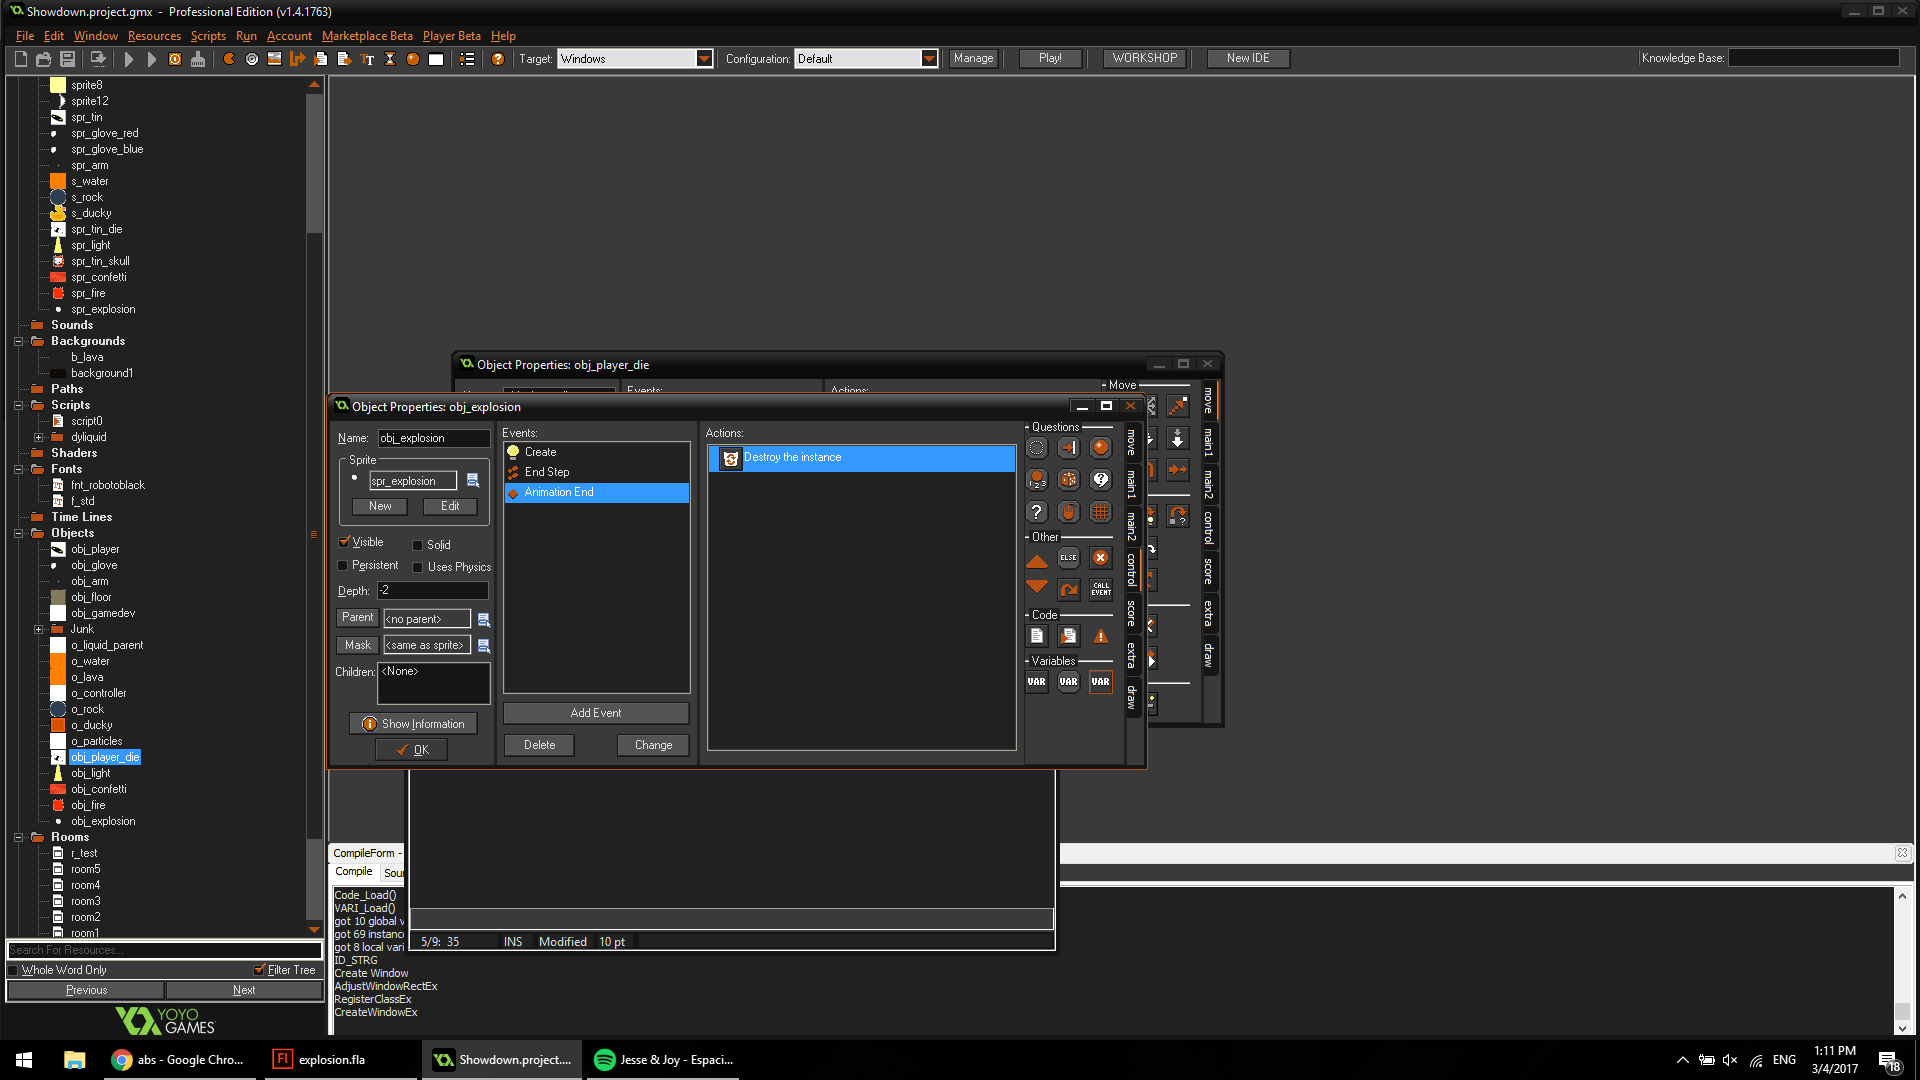 Showdown.project.gmx  -  Professional Edition (v1.4.1763)
File Edit Window Resources Scripts Run Account Marketplace Beta Player Beta Help
Target: Windows Configuration: Default Manage Play! WORKSHOP New IDE Knowledge Base:
sprite8
sprite12
spr_tin
spr_glove_red
spr_glove_blue
spr_arm
s_water
s_rock
s_ducky
spr_tin_die
spr_light
spr_tin_skull
spr_confetti
spr_fire
spr_explosion
Sounds
Backgrounds
b_lava
background1
Paths
Scripts
script0
dyliquid
Shaders
Fonts
fnt_robotoblack
f_std
Time Lines
Objects
obj_player
obj_glove
obj_arm
obj_floor
obj_gamedev
Junk
o_liquid_parent
o_water
o_lava
o_controller
o_rock
o_ducky
o_particles
obj_player_die
obj_light
obj_confetti
obj_fire
obj_explosion
Rooms
r_test
room5
room4
room3
room2
room1
Search For Resources...
Whole Word Only Filter Tree
Previous Next
YOYO
GAMES
Object Properties: obj_player_die
Events: Actions: Move
move
main1
main2
control
score
extra
draw
Object Properties: obj_explosion
Name: obj_explosion
Sprite
spr_explosion
New Edit
Visible Solid
Persistent Uses Physics
Depth: -2
Parent <no parent>
Mask <same as sprite>
Children: <None>
Show Information
OK
Events:
Create
End Step
Animation End
Add Event
Delete Change
Actions:
Destroy the instance
Questions
1 2 3
Other
ELSE
CALL EVENT
Code
Variables
VAR VAR VAR
move
main1
main2
control
score
extra
draw
5/9: 35 INS Modified 10 pt
CompileForm -
Compile Sour
Code_Load()
VARI_Load()
got 10 global v
got 69 instance
got 8 local vari
ID_STRG
Create Window
AdjustWindowRectEx
RegisterClassEx
CreateWindowEx
abs - Google Chro... Fl explosion.fla Showdown.project.... Jesse & Joy - Espaci...
ENG 1:11 PM
3/4/2017 18